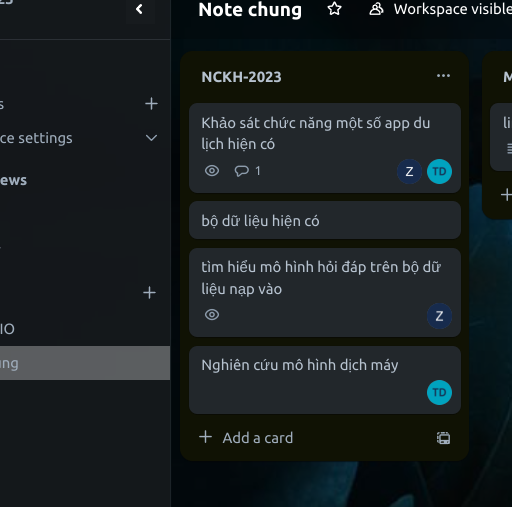 Note chung
Workspace visible
NCKH-2023
Khảo sát chức năng một số app du
lịch hiện có
1
Z
TD
bộ dữ liệu hiện có
tìm hiểu mô hình hỏi đáp trên bộ dữ
liệu nạp vào
Z
Nghiên cứu mô hình dịch máy
TD
Add a card
s
ce settings
ews
IO
ung
M
li